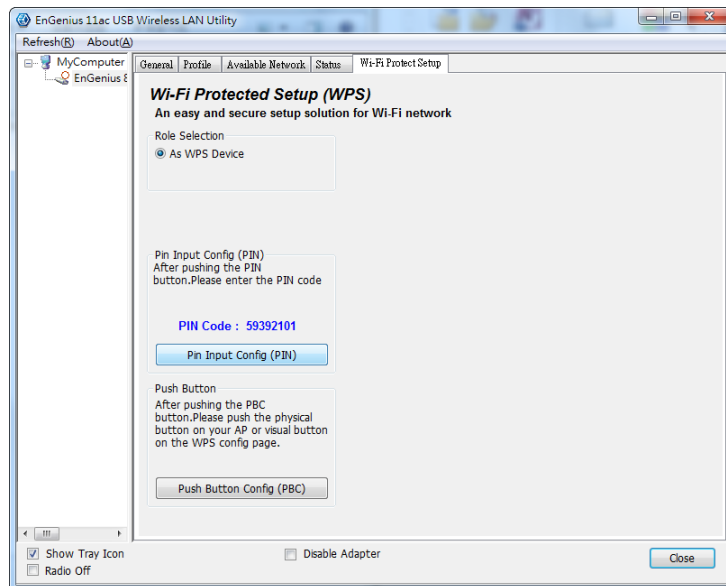 EnGenius 11ac USB Wireless LAN Utility
Refresh(R) About(A)
MyComputer
EnGenius 8
General Profile Available Network Status Wi-Fi Protect Setup
Wi-Fi Protected Setup (WPS)
An easy and secure setup solution for Wi-Fi network
Role Selection
As WPS Device
Pin Input Config (PIN)
After pushing the PIN
button.Please enter the PIN code
PIN Code : 59392101
Pin Input Config (PIN)
Push Button
After pushing the PBC
button.Please push the physical
button on your AP or visual button
on the WPS config page.
Push Button Config (PBC)
Show Tray Icon
Disable Adapter
Radio Off
Close